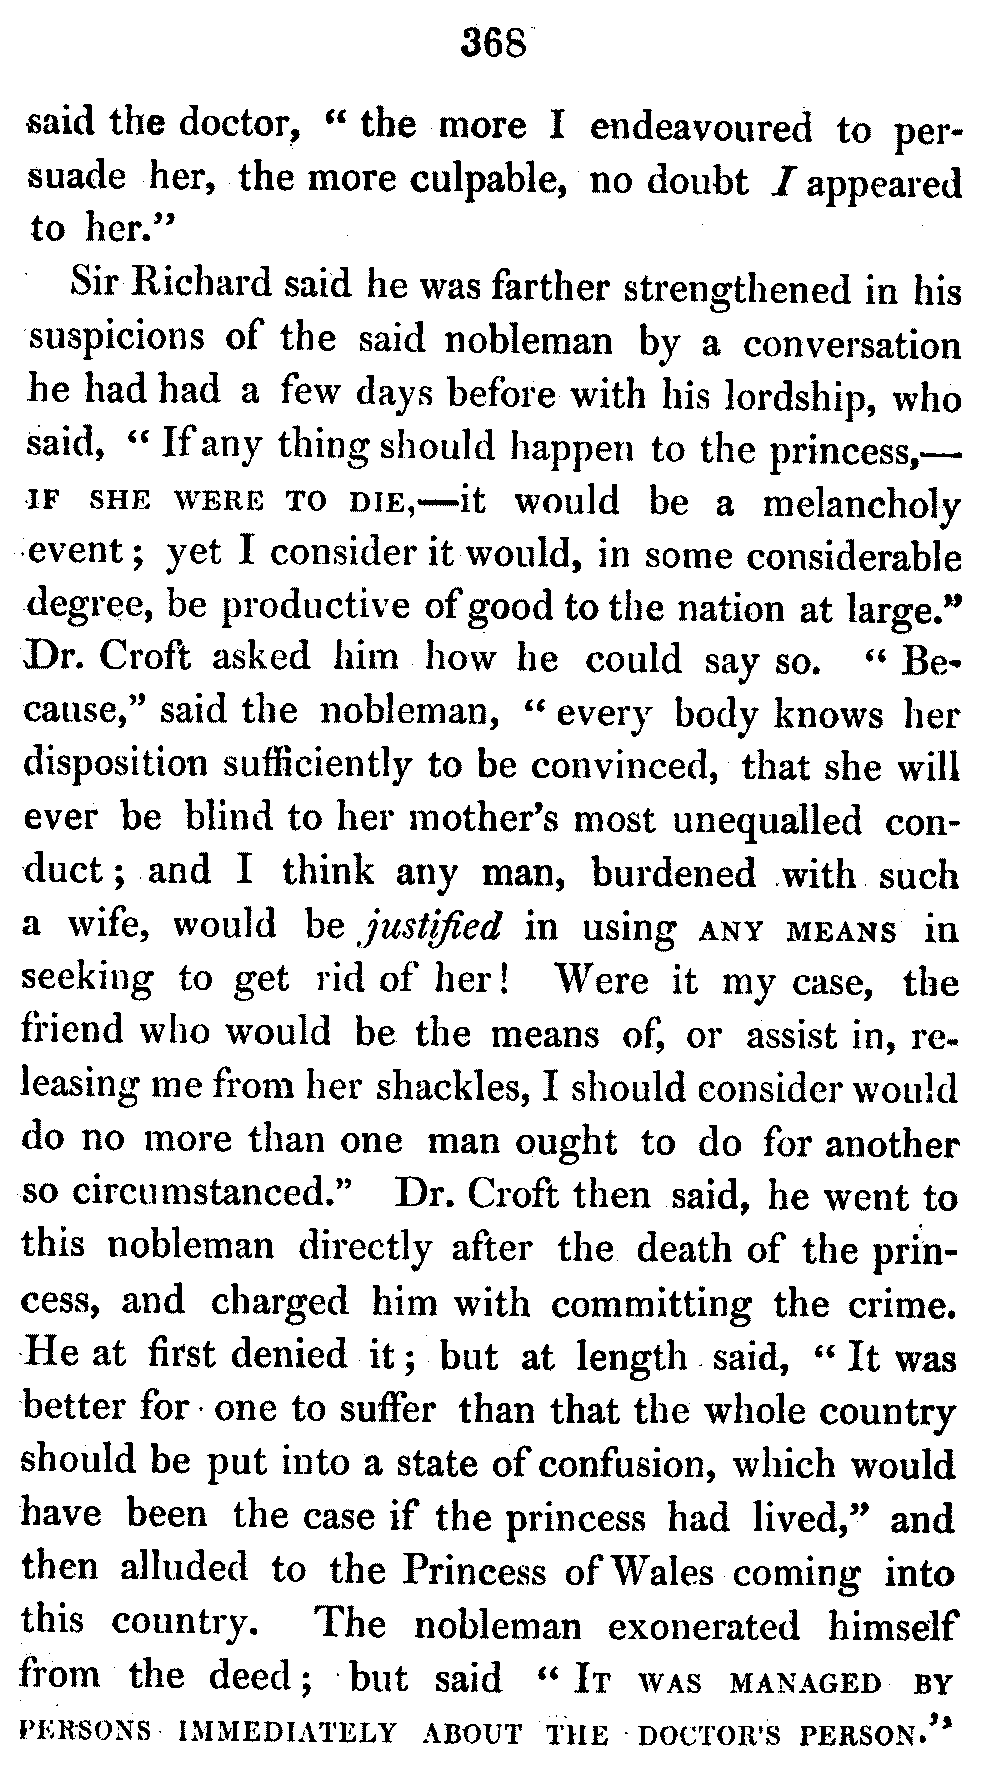 368
said the doctor, “ the more I endeavoured to per-
suade her, the more culpable, no doubt I appeared
to her.”
Sir Richard said he was farther strengthened in his
suspicions of the said nobleman by a conversation
he had had a few days before with his lordship, who
said, “ If any thing should happen to the princess,—
IF SHE WERE TO DIE,—it would be a melancholy
event ; yet I consider it would, in some considerable
degree, be productive of good to the nation at large.”
Dr. Croft asked him how he could say so. “ Be-
cause,” said the nobleman, “ every body knows her
disposition sufficiently to be convinced, that she will
ever be blind to her mother’s most unequalled con-
duct ; and I think any man, burdened with such
a wife, would be justified in using ANY MEANS in
seeking to get rid of her! Were it my case, the
friend who would be the means of, or assist in, re-
leasing me from her shackles, I should consider would
do no more than one man ought to do for another
so circumstanced.” Dr. Croft then said, he went to
this nobleman directly after the death of the prin-
cess, and charged him with committing the crime.
He at first denied it ; but at length said, “ It was
better for one to suffer than that the whole country
should be put into a state of confusion, which would
have been the case if the princess had lived,” and
then alluded to the Princess of Wales coming into
this country. The nobleman exonerated himself
from the deed ; but said “ IT WAS MANAGED BY
PERSONS IMMEDIATELY ABOUT THE DOCTOR’S PERSON.”